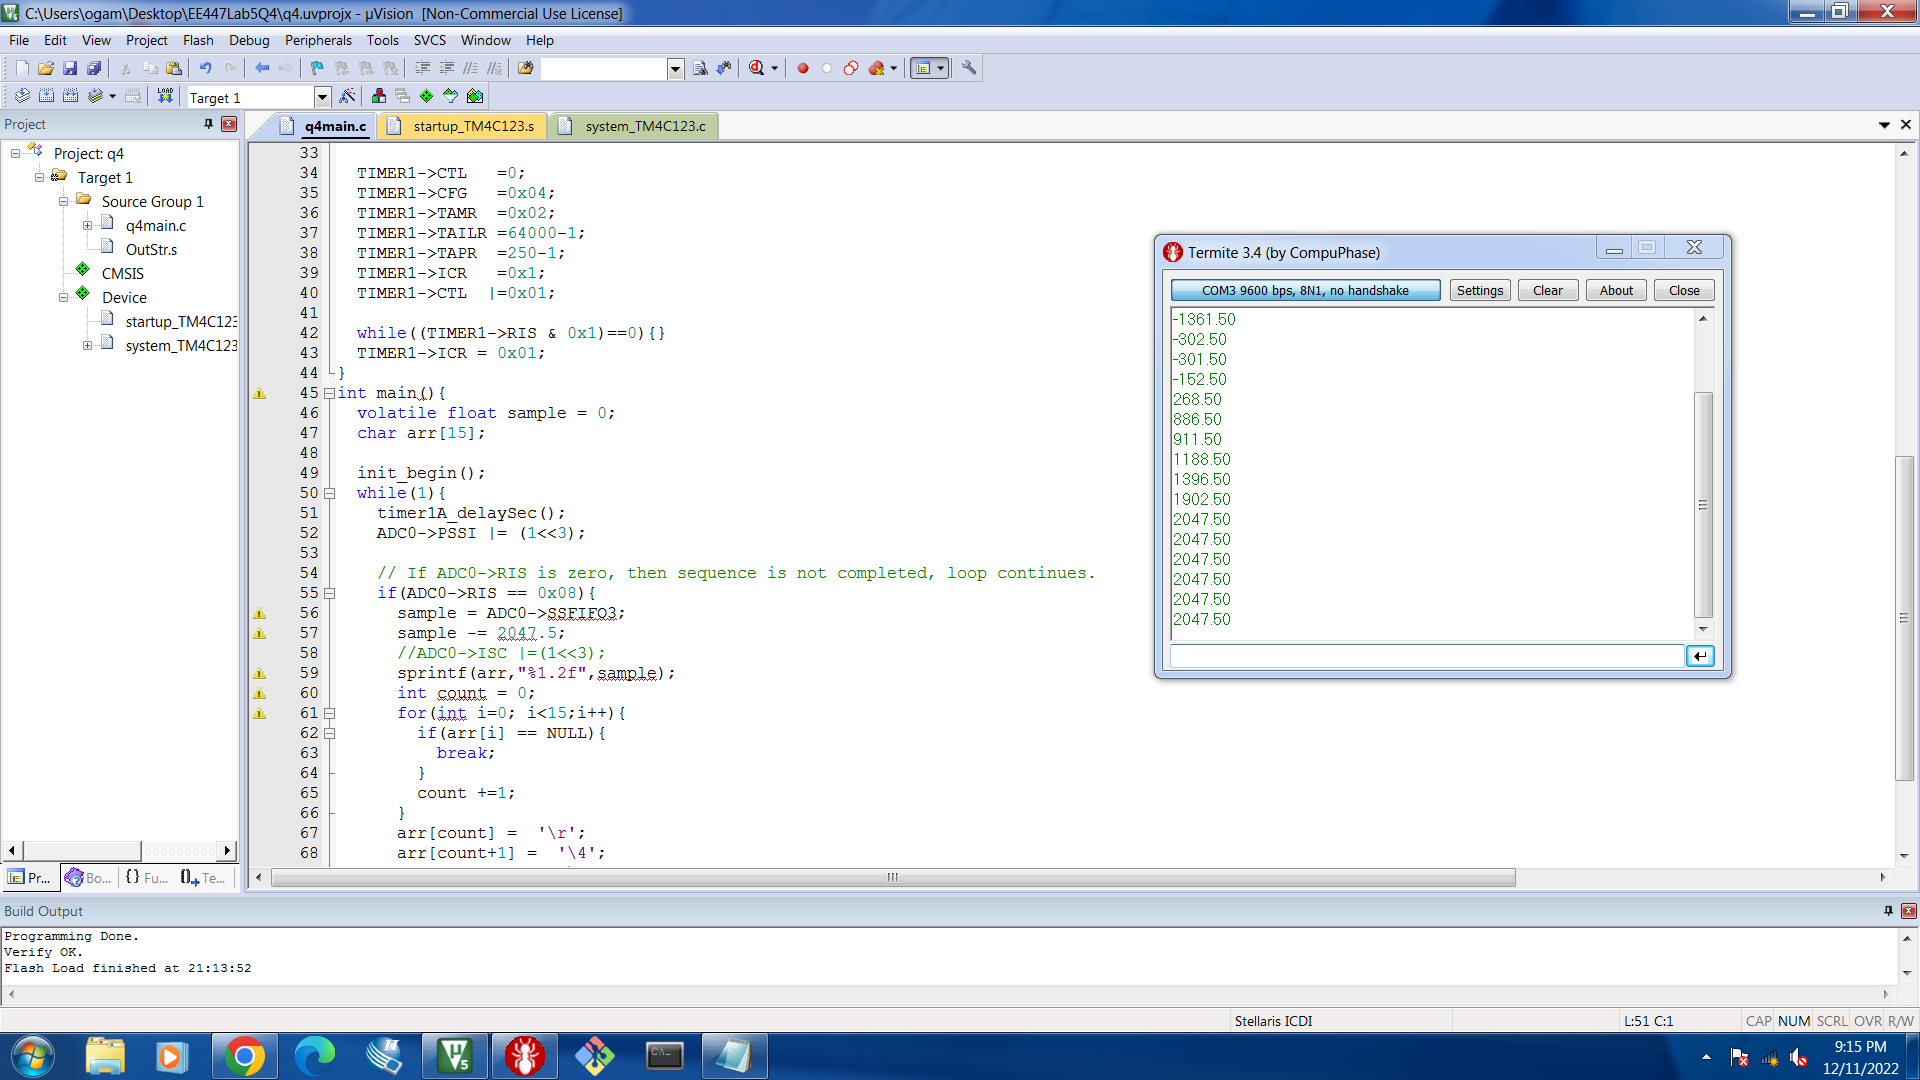 C:\Users\ogam\Desktop\EE447Lab5Q4\q4.uvprojx - µVision  [Non-Commercial Use License]
File Edit View Project Flash Debug Peripherals Tools SVCS Window Help
LOAD Target 1
Project
Project: q4
Target 1
Source Group 1
q4main.c
OutStr.s
CMSIS
Device
startup_TM4C123
system_TM4C123
Pr... Bo... {} Fu... Te...
q4main.c startup_TM4C123.s system_TM4C123.c
33
34 TIMER1->CTL   =0;
35 TIMER1->CFG   =0x04;
36 TIMER1->TAMR  =0x02;
37 TIMER1->TAILR =64000-1;
38 TIMER1->TAPR  =250-1;
39 TIMER1->ICR   =0x1;
40 TIMER1->CTL  |=0x01;
41
42 while((TIMER1->RIS & 0x1)==0){}
43 TIMER1->ICR = 0x01;
44 }
45 int main(){
46 volatile float sample = 0;
47 char arr[15];
48
49 init_begin();
50 while(1){
51 timer1A_delaySec();
52 ADC0->PSSI |= (1<<3);
53
54 // If ADC0->RIS is zero, then sequence is not completed, loop continues.
55 if(ADC0->RIS == 0x08){
56 sample = ADC0->SSFIFO3;
57 sample -= 2047.5;
58 //ADC0->ISC |=(1<<3);
59 sprintf(arr,"%1.2f",sample);
60 int count = 0;
61 for(int i=0; i<15;i++){
62 if(arr[i] == NULL){
63 break;
64 }
65 count +=1;
66 }
67 arr[count] =  '\r';
68 arr[count+1] =  '\4';
Termite 3.4 (by CompuPhase)
COM3 9600 bps, 8N1, no handshake Settings Clear About Close
-1361.50
-302.50
-301.50
-152.50
268.50
886.50
911.50
1188.50
1396.50
1902.50
2047.50
2047.50
2047.50
2047.50
2047.50
2047.50
Build Output
Programming Done.
Verify OK.
Flash Load finished at 21:13:52
Stellaris ICDI L:51 C:1 CAP NUM SCRL OVR R/W
9:15 PM
12/11/2022